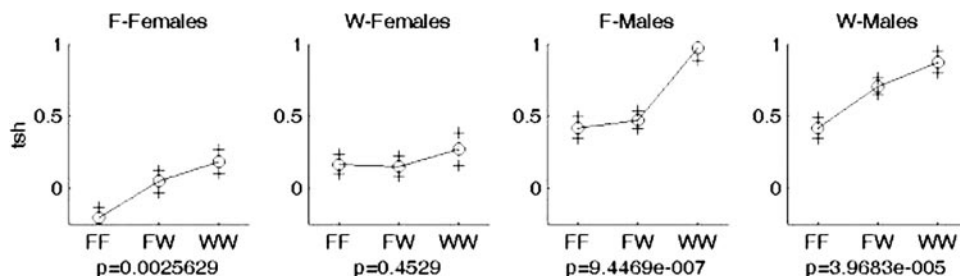 F-Females W-Females F-Males W-Males
1 1 1 1
0.5 0.5 0.5 0.5
tsh
0 0 0 0
FF FW WW FF FW WW FF FW WW FF FW WW
p=0.0025629 p=0.4529 p=9.4469e-007 p=3.9683e-005